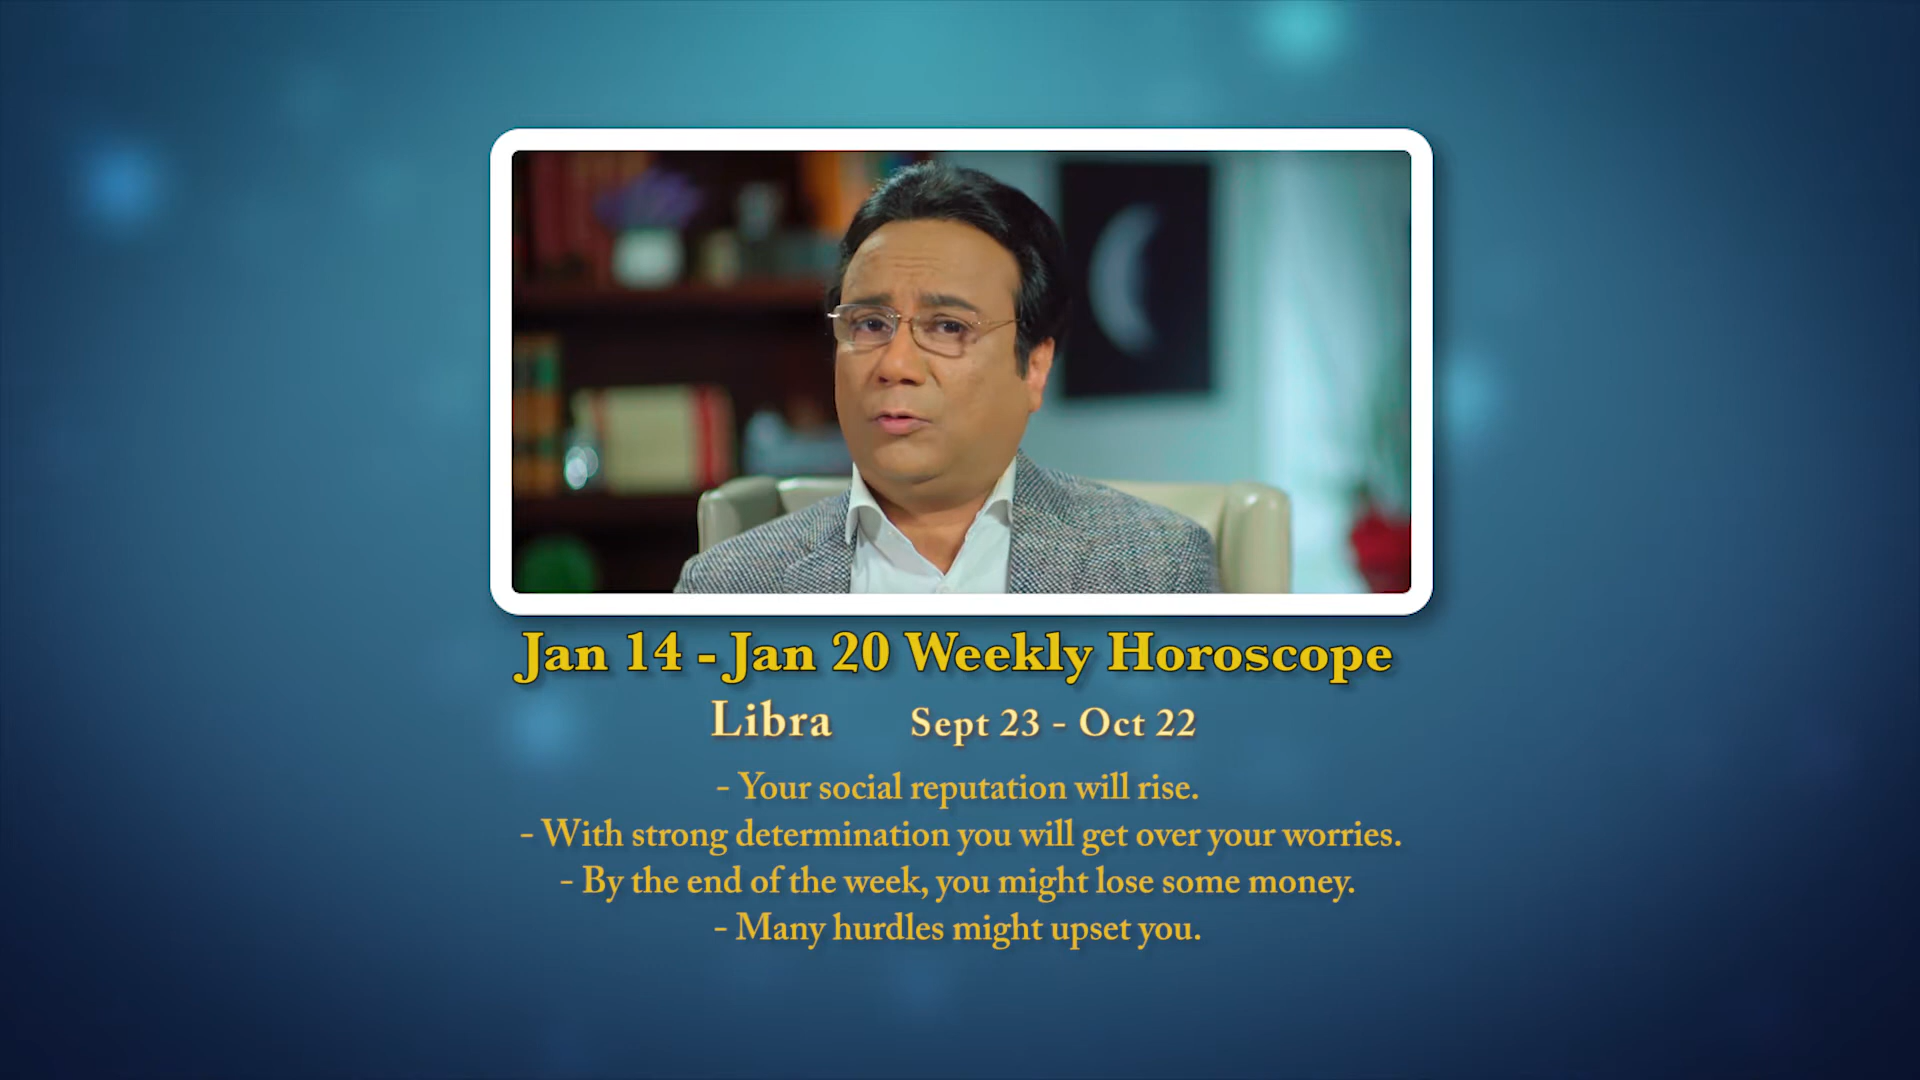 Jan 14 - Jan 20 Weekly Horoscope
Libra Sept 23 - Oct 22
- Your social reputation will rise.
- With strong determination you will get over your worries.
- By the end of the week, you might lose some money.
- Many hurdles might upset you.